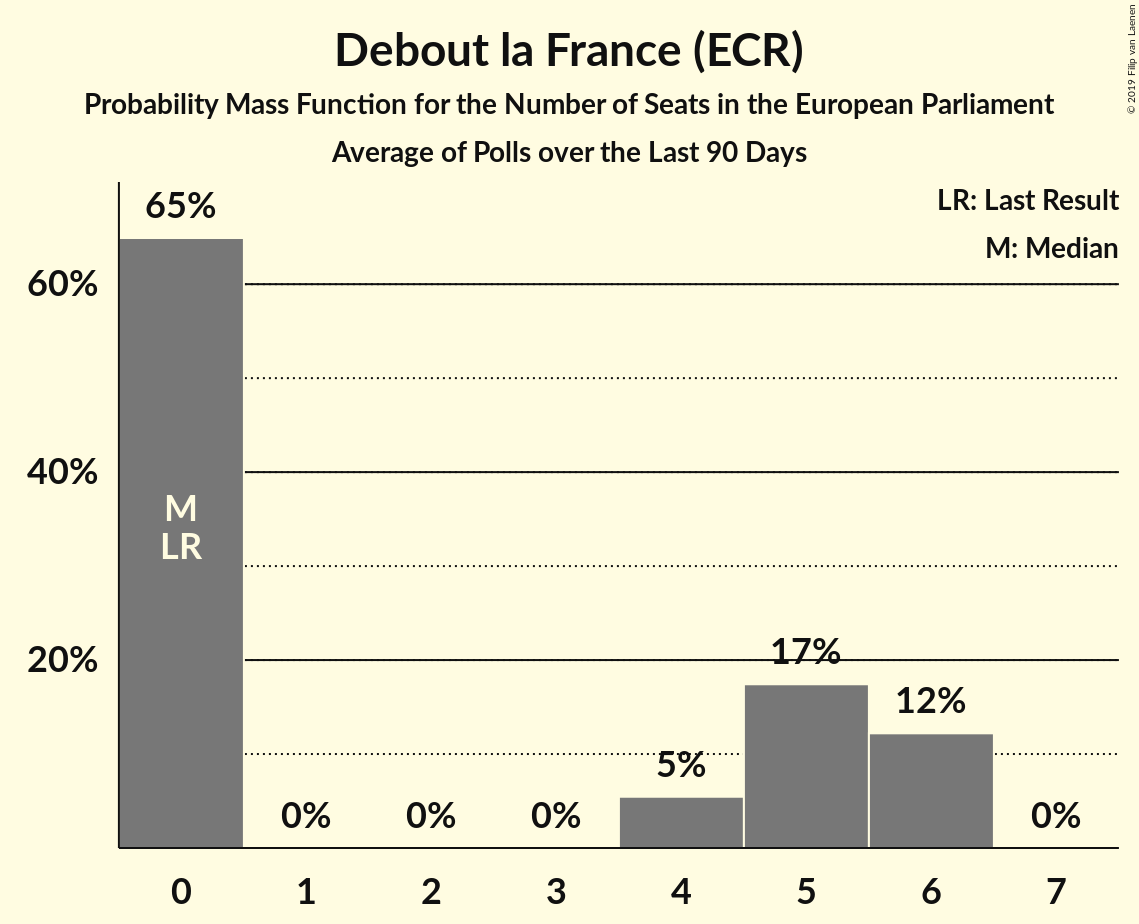 Debout la France (ECR)
Probability Mass Function for the Number of Seats in the European Parliament
Average of Polls over the Last 90 Days
© 2019 Filip van Laenen
LR: Last Result
M: Median
65%
60%
40%
M
LR
20%
17%
12%
5%
0%
0%
0%
0%
0
1
2
3
4
5
6
7